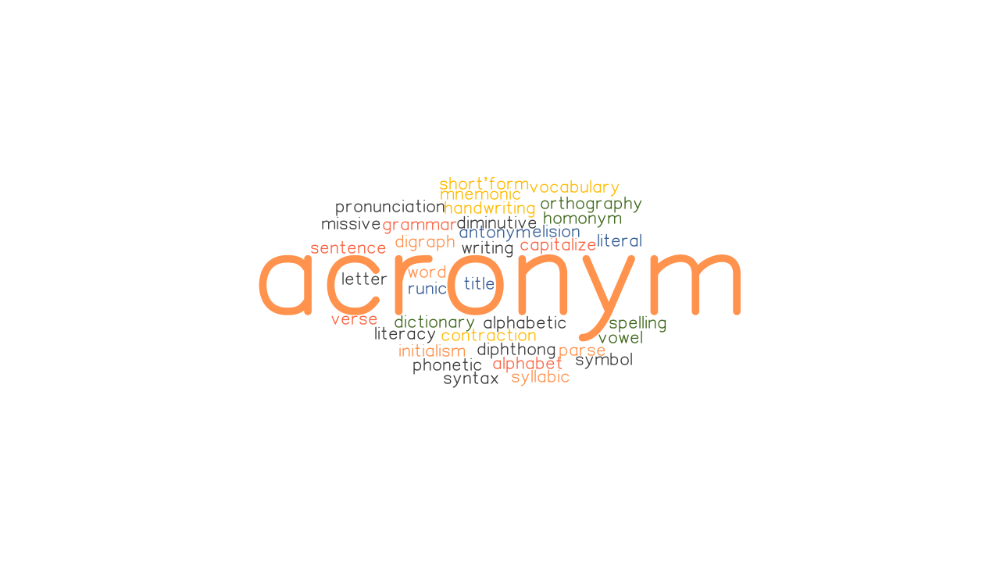 short'form
vocabulary
mnemonic
orthography
pronunciation
handwriting
homonym
missive
grammar
diminutive
antonym
elision
literal
digraph
capitalize
sentence
writing
acronym
word
letter
title
runic
verse
dictionary
alphabetic
spelling
literacy
contraction
vowel
initialism
diphthong
parse
symbol
phonetic
alphabet
syntax
syllabic